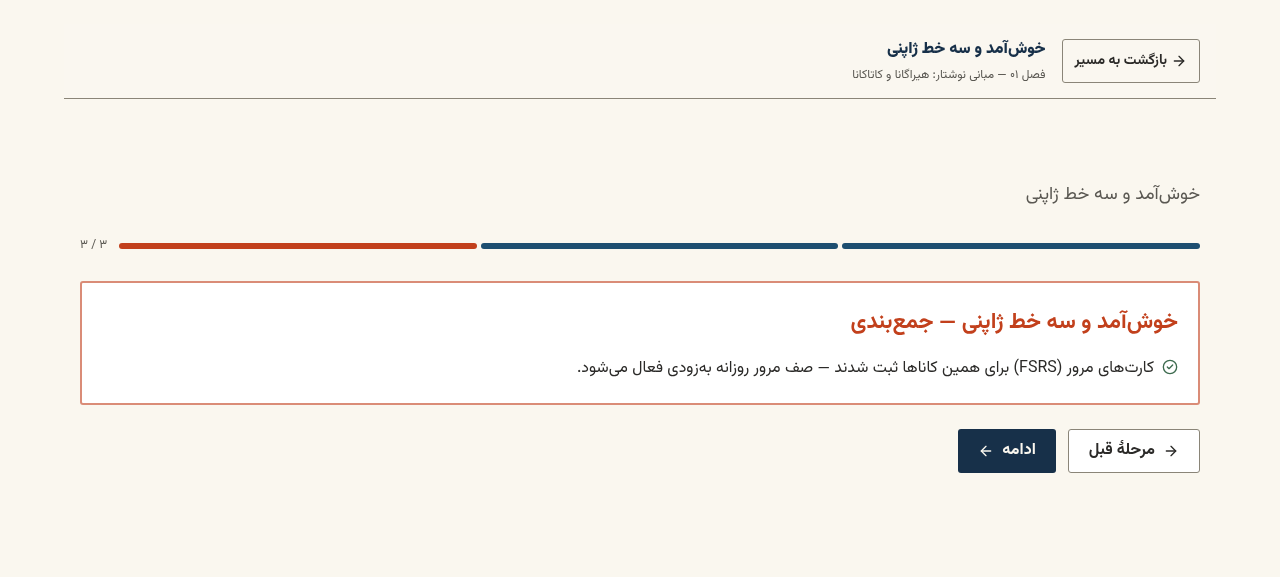 بازگشت به مسیر →
خوش‌آمد و سه خط ژاپنی
فصل ۰۱ — مبانی نوشتار: هیراگانا و کاتاکانا
خوش‌آمد و سه خط ژاپنی
۳ / ۳
خوش‌آمد و سه خط ژاپنی — جمع‌بندی
کارت‌های مرور (FSRS) برای همین کاناها ثبت شدند — صف مرور روزانه به‌زودی فعال می‌شود.
مرحلهٔ قبل
ادامه